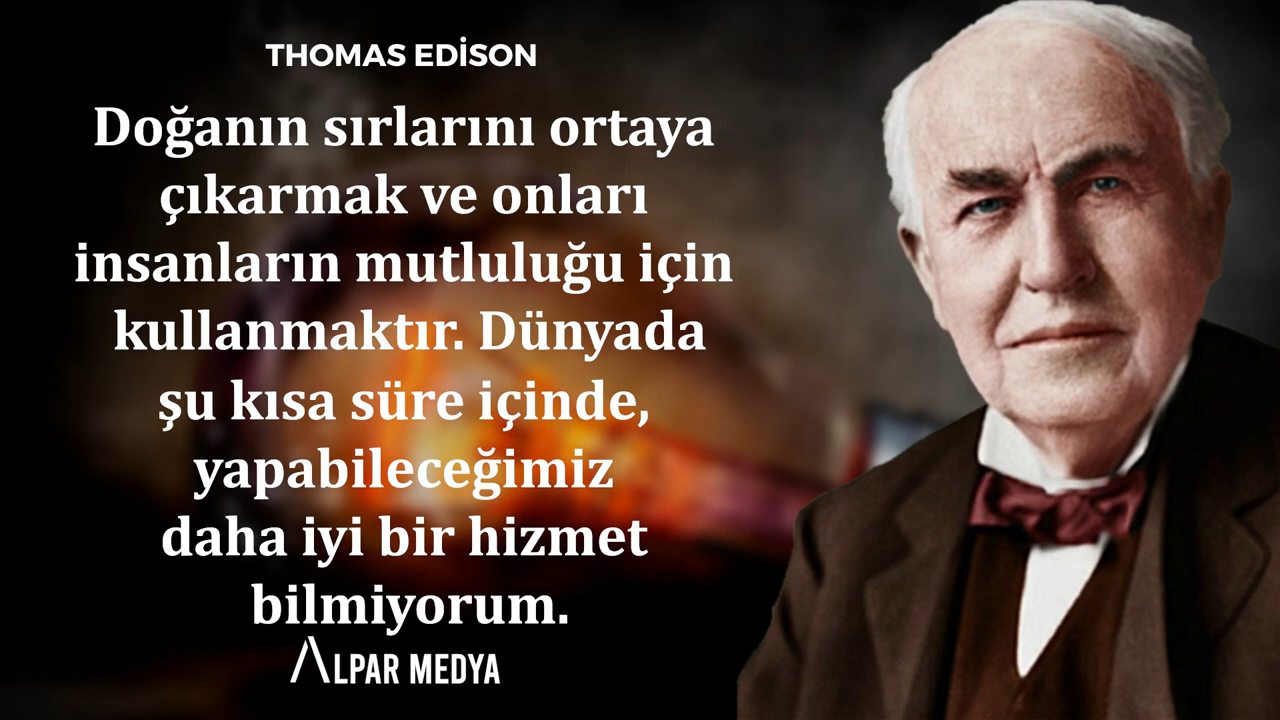 THOMAS EDİSON
Doğanın sırlarını ortaya
çıkarmak ve onları
insanların mutluluğu için
kullanmaktır. Dünyada
şu kısa süre içinde,
yapabileceğimiz
daha iyi bir hizmet
bilmiyorum.
ALPAR MEDYA